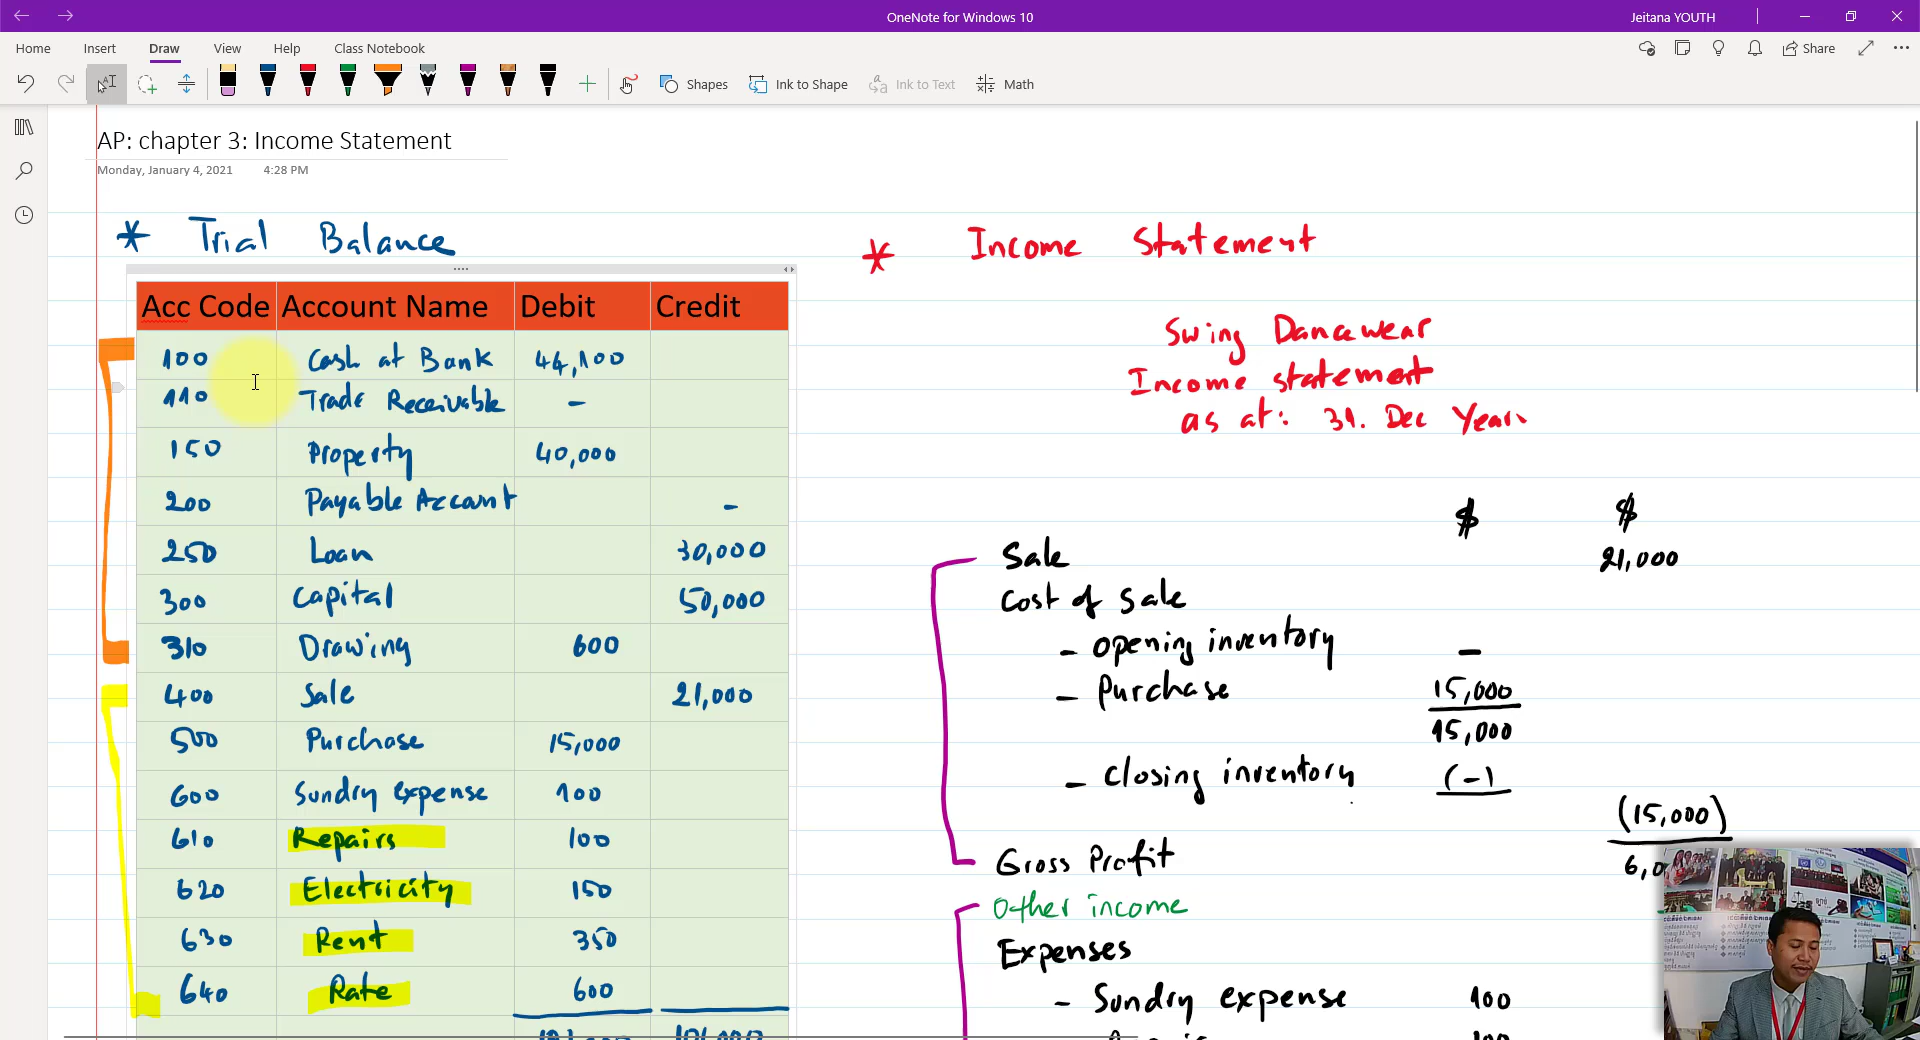 OneNote for Windows 10
Jeitana YOUTH
Home Insert Draw View Help Class Notebook
Share
Shapes Ink to Shape Ink to Text Math
AP: chapter 3: Income Statement
Monday, January 4, 2021 4:28 PM
* Trial Balance
Acc Code Account Name Debit Credit
100 Cash at Bank 44,100
110 Trade Receivable -
150 Property 40,000
200 Payable Account -
250 Loan 30,000
300 Capital 50,000
310 Drawing 600
400 Sale 21,000
500 Purchase 15,000
600 Sundry expense 100
610 Repairs 100
620 Electricity 150
630 Rent 350
640 Rate 600
* Income Statement
Swing Dancewear
Income statement
as at: 31. Dec Year
$ $
Sale 21,000
Cost of Sale
- opening inventory -
- Purchase 15,000
15,000
- closing inventory (-)
(15,000)
Gross Profit 6,0
Other income
Expenses
- Sundry expense 100